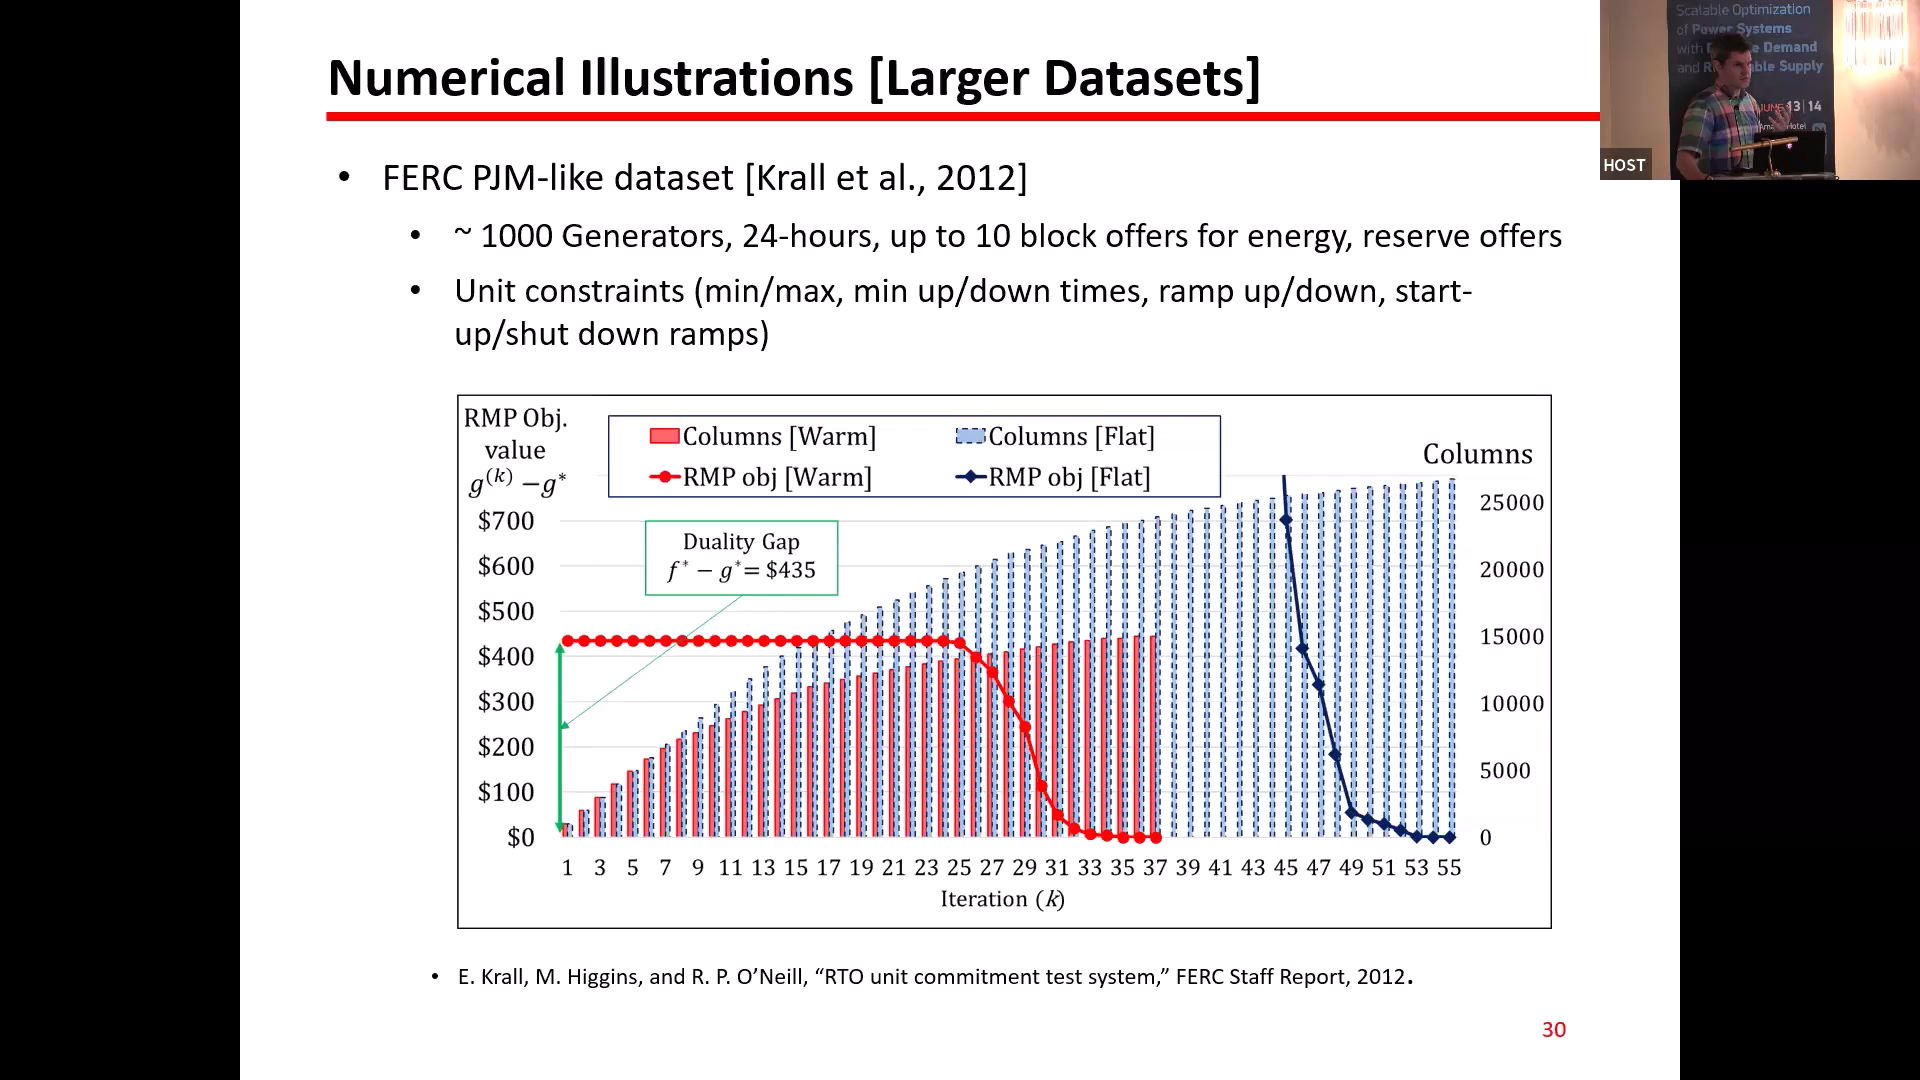 Numerical Illustrations [Larger Datasets]
• FERC PJM-like dataset [Krall et al., 2012]
• ~ 1000 Generators, 24-hours, up to 10 block offers for energy, reserve offers
• Unit constraints (min/max, min up/down times, ramp up/down, start-
up/shut down ramps)
RMP Obj.
value
g⁽ᵏ⁾ − g*
Columns [Warm]
Columns [Flat]
RMP obj [Warm]
RMP obj [Flat]
Columns
Duality Gap
f* − g* = $435
$700
$600
$500
$400
$300
$200
$100
$0
25000
20000
15000
10000
5000
0
1 3 5 7 9 11 13 15 17 19 21 23 25 27 29 31 33 35 37 39 41 43 45 47 49 51 53 55
Iteration (k)
• E. Krall, M. Higgins, and R. P. O’Neill, “RTO unit commitment test system,” FERC Staff Report, 2012.
30
Scalable Optimization
of Power Systems
with Demand
and Supply
JUNE 13|14
Hotel
HOST